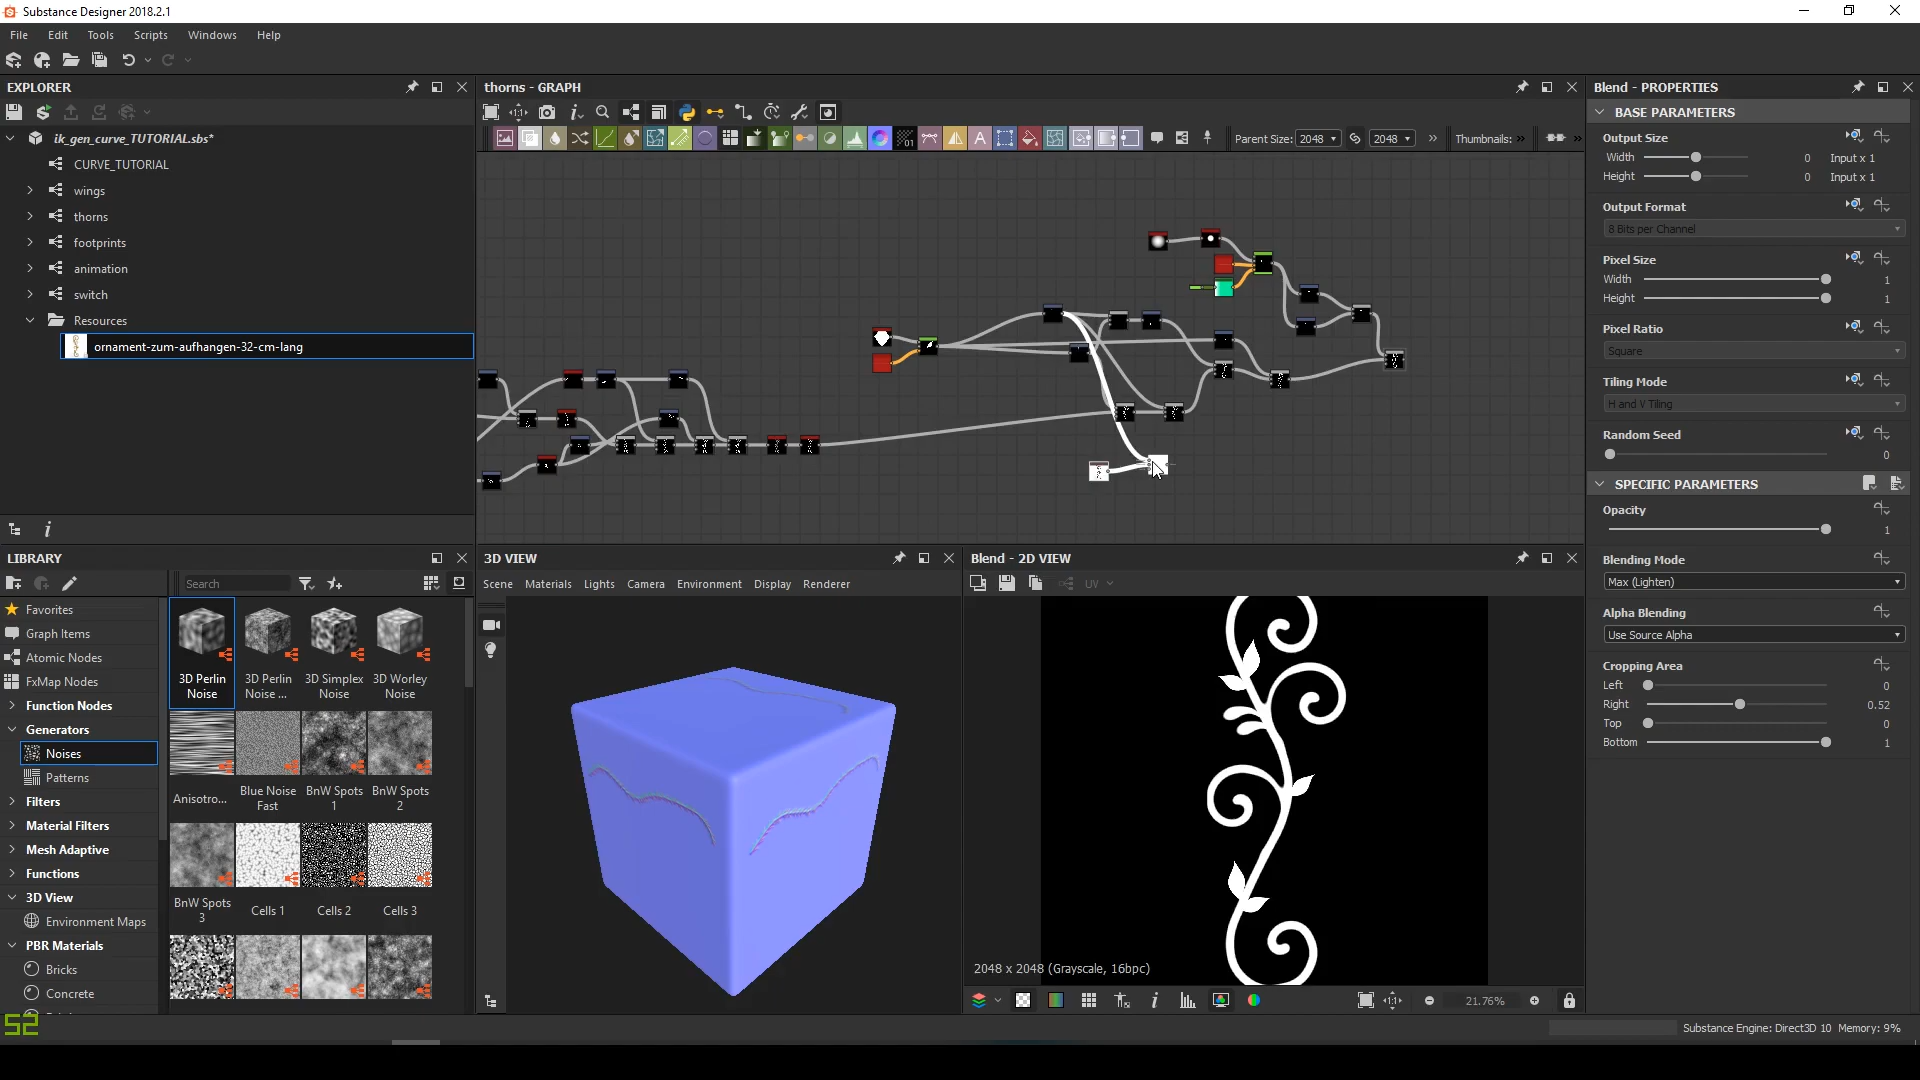 Substance Designer 2018.2.1
File Edit Tools Scripts Windows Help
EXPLORER
ik_gen_curve_TUTORIAL.sbs*
CURVE_TUTORIAL
wings
thorns
footprints
animation
switch
Resources
ornament-zum-aufhangen-32-cm-lang
thorns - GRAPH
Parent Size: 2048 2048 Thumbnails:
LIBRARY
Search
Favorites
Graph Items
Atomic Nodes
FxMap Nodes
Function Nodes
Generators
Noises
Patterns
Filters
Material Filters
Mesh Adaptive
Functions
3D View
Environment Maps
PBR Materials
Bricks
Concrete
3D Perlin Noise
3D Perlin Noise ...
3D Simplex Noise
3D Worley Noise
Anisotro...
Blue Noise Fast
BnW Spots 1
BnW Spots 2
BnW Spots 3
Cells 1
Cells 2
Cells 3
52
3D VIEW
Scene Materials Lights Camera Environment Display Renderer
Blend - 2D VIEW
UV
2048 x 2048 (Grayscale, 16bpc)
21.76%
Blend - PROPERTIES
BASE PARAMETERS
Output Size
Width 0 Input x 1
Height 0 Input x 1
Output Format
8 Bits per Channel
Pixel Size
Width 1
Height 1
Pixel Ratio
Square
Tiling Mode
H and V Tiling
Random Seed
0
SPECIFIC PARAMETERS
Opacity
1
Blending Mode
Max (Lighten)
Alpha Blending
Use Source Alpha
Cropping Area
Left 0
Right 0.52
Top 0
Bottom 1
Substance Engine: Direct3D 10 Memory: 9%